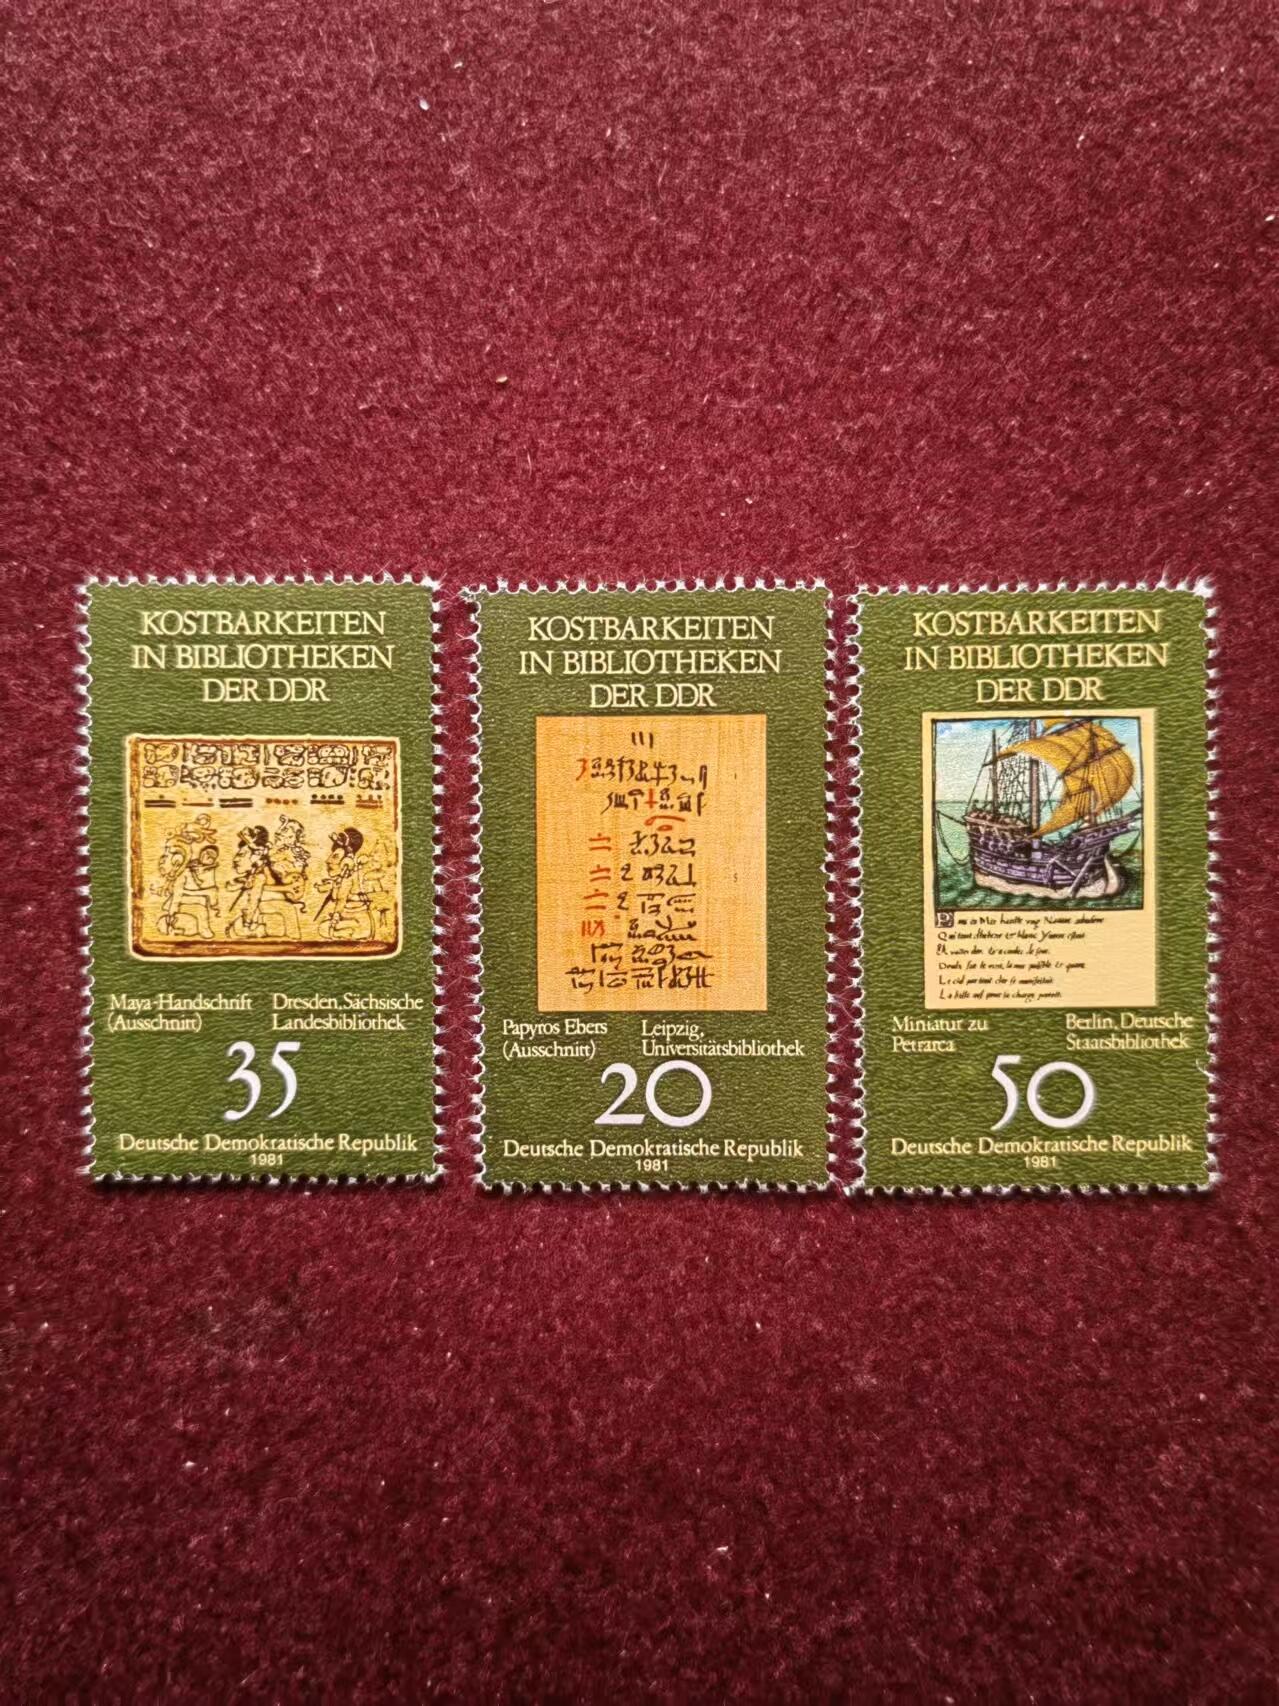 KOSTBARKEITEN
IN BIBLIOTHEKEN
DER DDR
Maya-Handschrift
(Ausschnitt)
Dresden, Sächsische
Landesbibliothek
35
Deutsche Demokratische Republik
1981
KOSTBARKEITEN
IN BIBLIOTHEKEN
DER DDR
Papyros Ebers
(Ausschnitt)
Leipzig,
Universitätsbibliothek
20
Deutsche Demokratische Republik
1981
KOSTBARKEITEN
IN BIBLIOTHEKEN
DER DDR
Miniatur zu
Petrarca
Berlin, Deutsche
Staatsbibliothek
50
Deutsche Demokratische Republik
1981